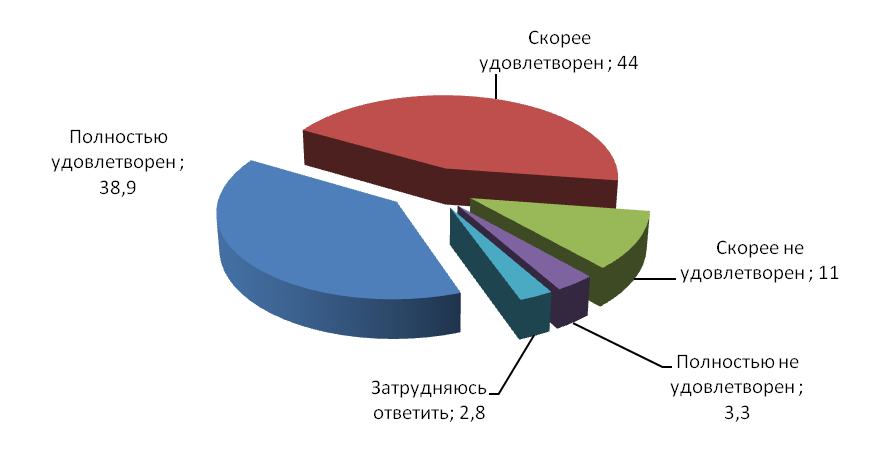 Скорее
удовлетворен ; 44
Полностью
удовлетворен ;
38,9
Скорее не
удовлетворен ; 11
Полностью не
удовлетворен ;
3,3
Затрудняюсь
ответить; 2,8